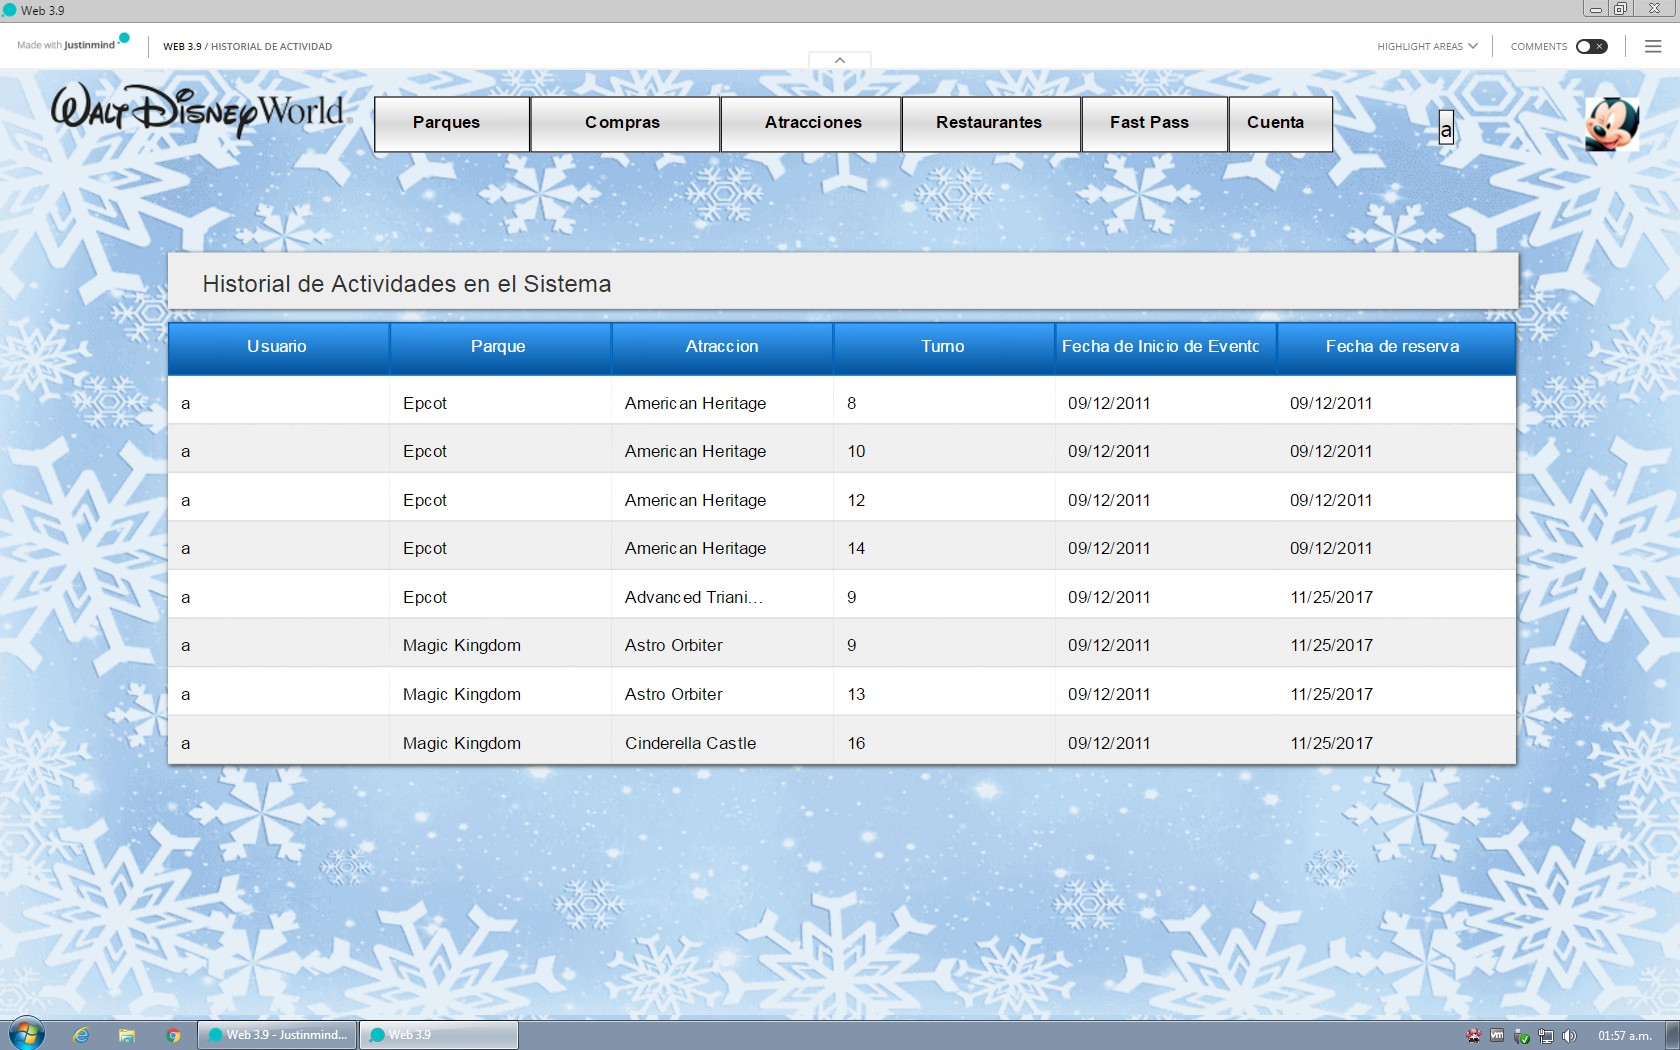 Web 3.9
Made with Justinmind
WEB 3.9 / HISTORIAL DE ACTIVIDAD
HIGHLIGHT AREAS
COMMENTS
WALT DISNEY World
Parques
Compras
Atracciones
Restaurantes
Fast Pass
Cuenta
a
Historial de Actividades en el Sistema
Usuario Parque Atraccion Turno Fecha de Inicio de Evento Fecha de reserva
a Epcot American Heritage 8 09/12/2011 09/12/2011
a Epcot American Heritage 10 09/12/2011 09/12/2011
a Epcot American Heritage 12 09/12/2011 09/12/2011
a Epcot American Heritage 14 09/12/2011 09/12/2011
a Epcot Advanced Triani... 9 09/12/2011 11/25/2017
a Magic Kingdom Astro Orbiter 9 09/12/2011 11/25/2017
a Magic Kingdom Astro Orbiter 13 09/12/2011 11/25/2017
a Magic Kingdom Cinderella Castle 16 09/12/2011 11/25/2017
Web 3.9 - Justinmind...
Web 3.9
vm
01:57 a.m.